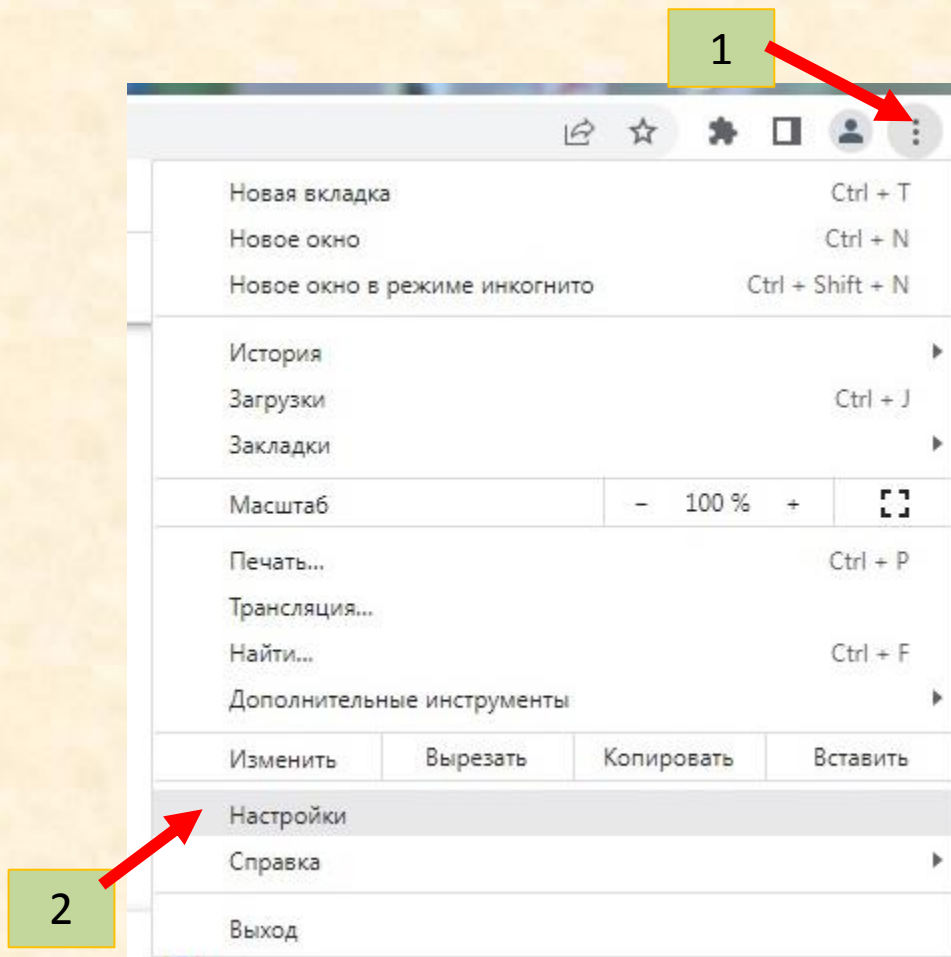 1
Новая вкладка Ctrl + T
Новое окно Ctrl + N
Новое окно в режиме инкогнито Ctrl + Shift + N
История
Загрузки Ctrl + J
Закладки
Масштаб - 100 % +
Печать... Ctrl + P
Трансляция...
Найти... Ctrl + F
Дополнительные инструменты
Изменить Вырезать Копировать Вставить
Настройки
Справка
2
Выход